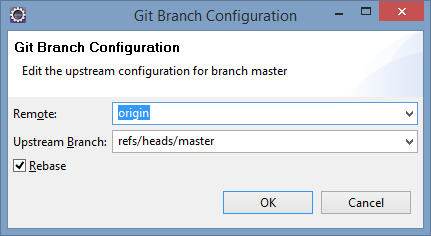 Git Branch Configuration
Git Branch Configuration
Edit the upstream configuration for branch master
Remote: origin
Upstream Branch: refs/heads/master
Rebase
OK Cancel